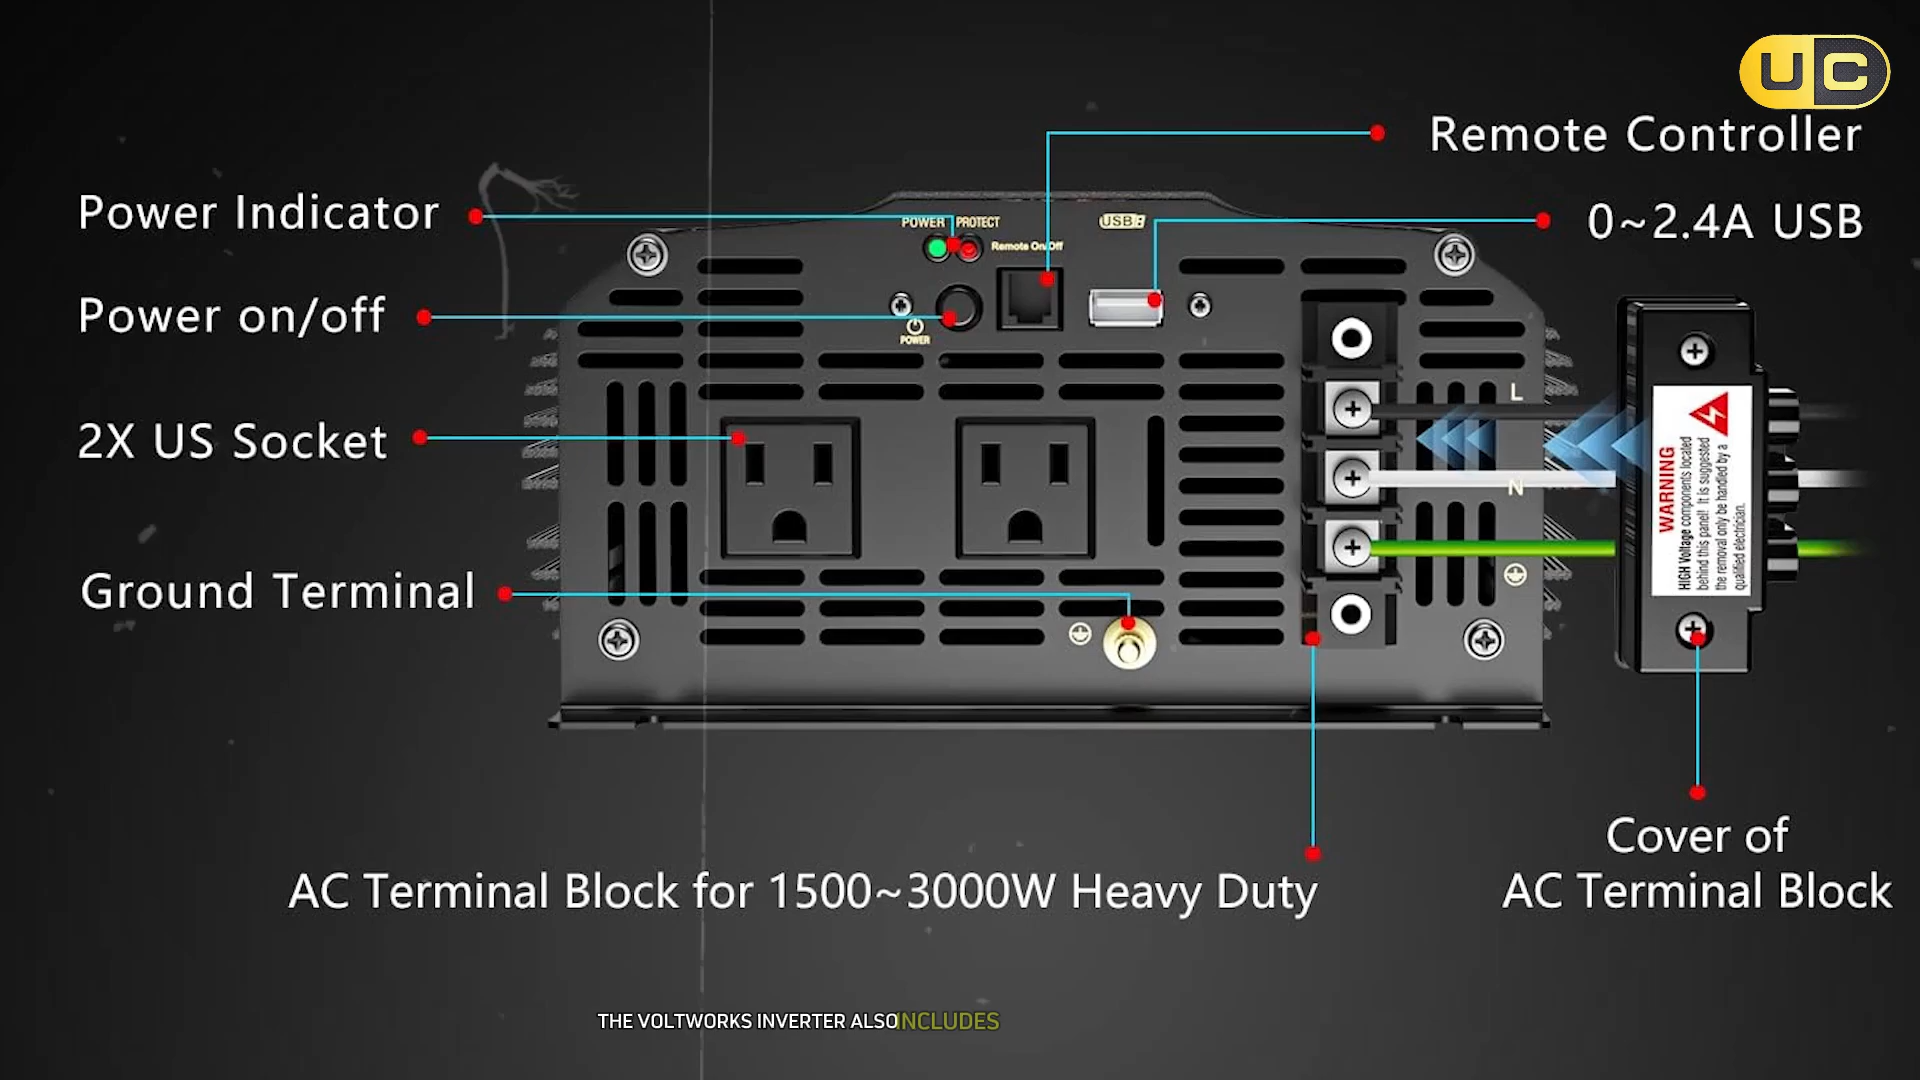 UC
Remote Controller
Power Indicator
0~2.4A USB
POWER PROTECT
USB
Remote On/Off
Power on/off
POWER
L
2X US Socket
N
WARNING
HIGH Voltage components located
behind this panel! It is suggested
the removal only be handled by a
qualified electrician.
Ground Terminal
Cover of
AC Terminal Block
AC Terminal Block for 1500~3000W Heavy Duty
THE VOLTWORKS INVERTER ALSO INCLUDES